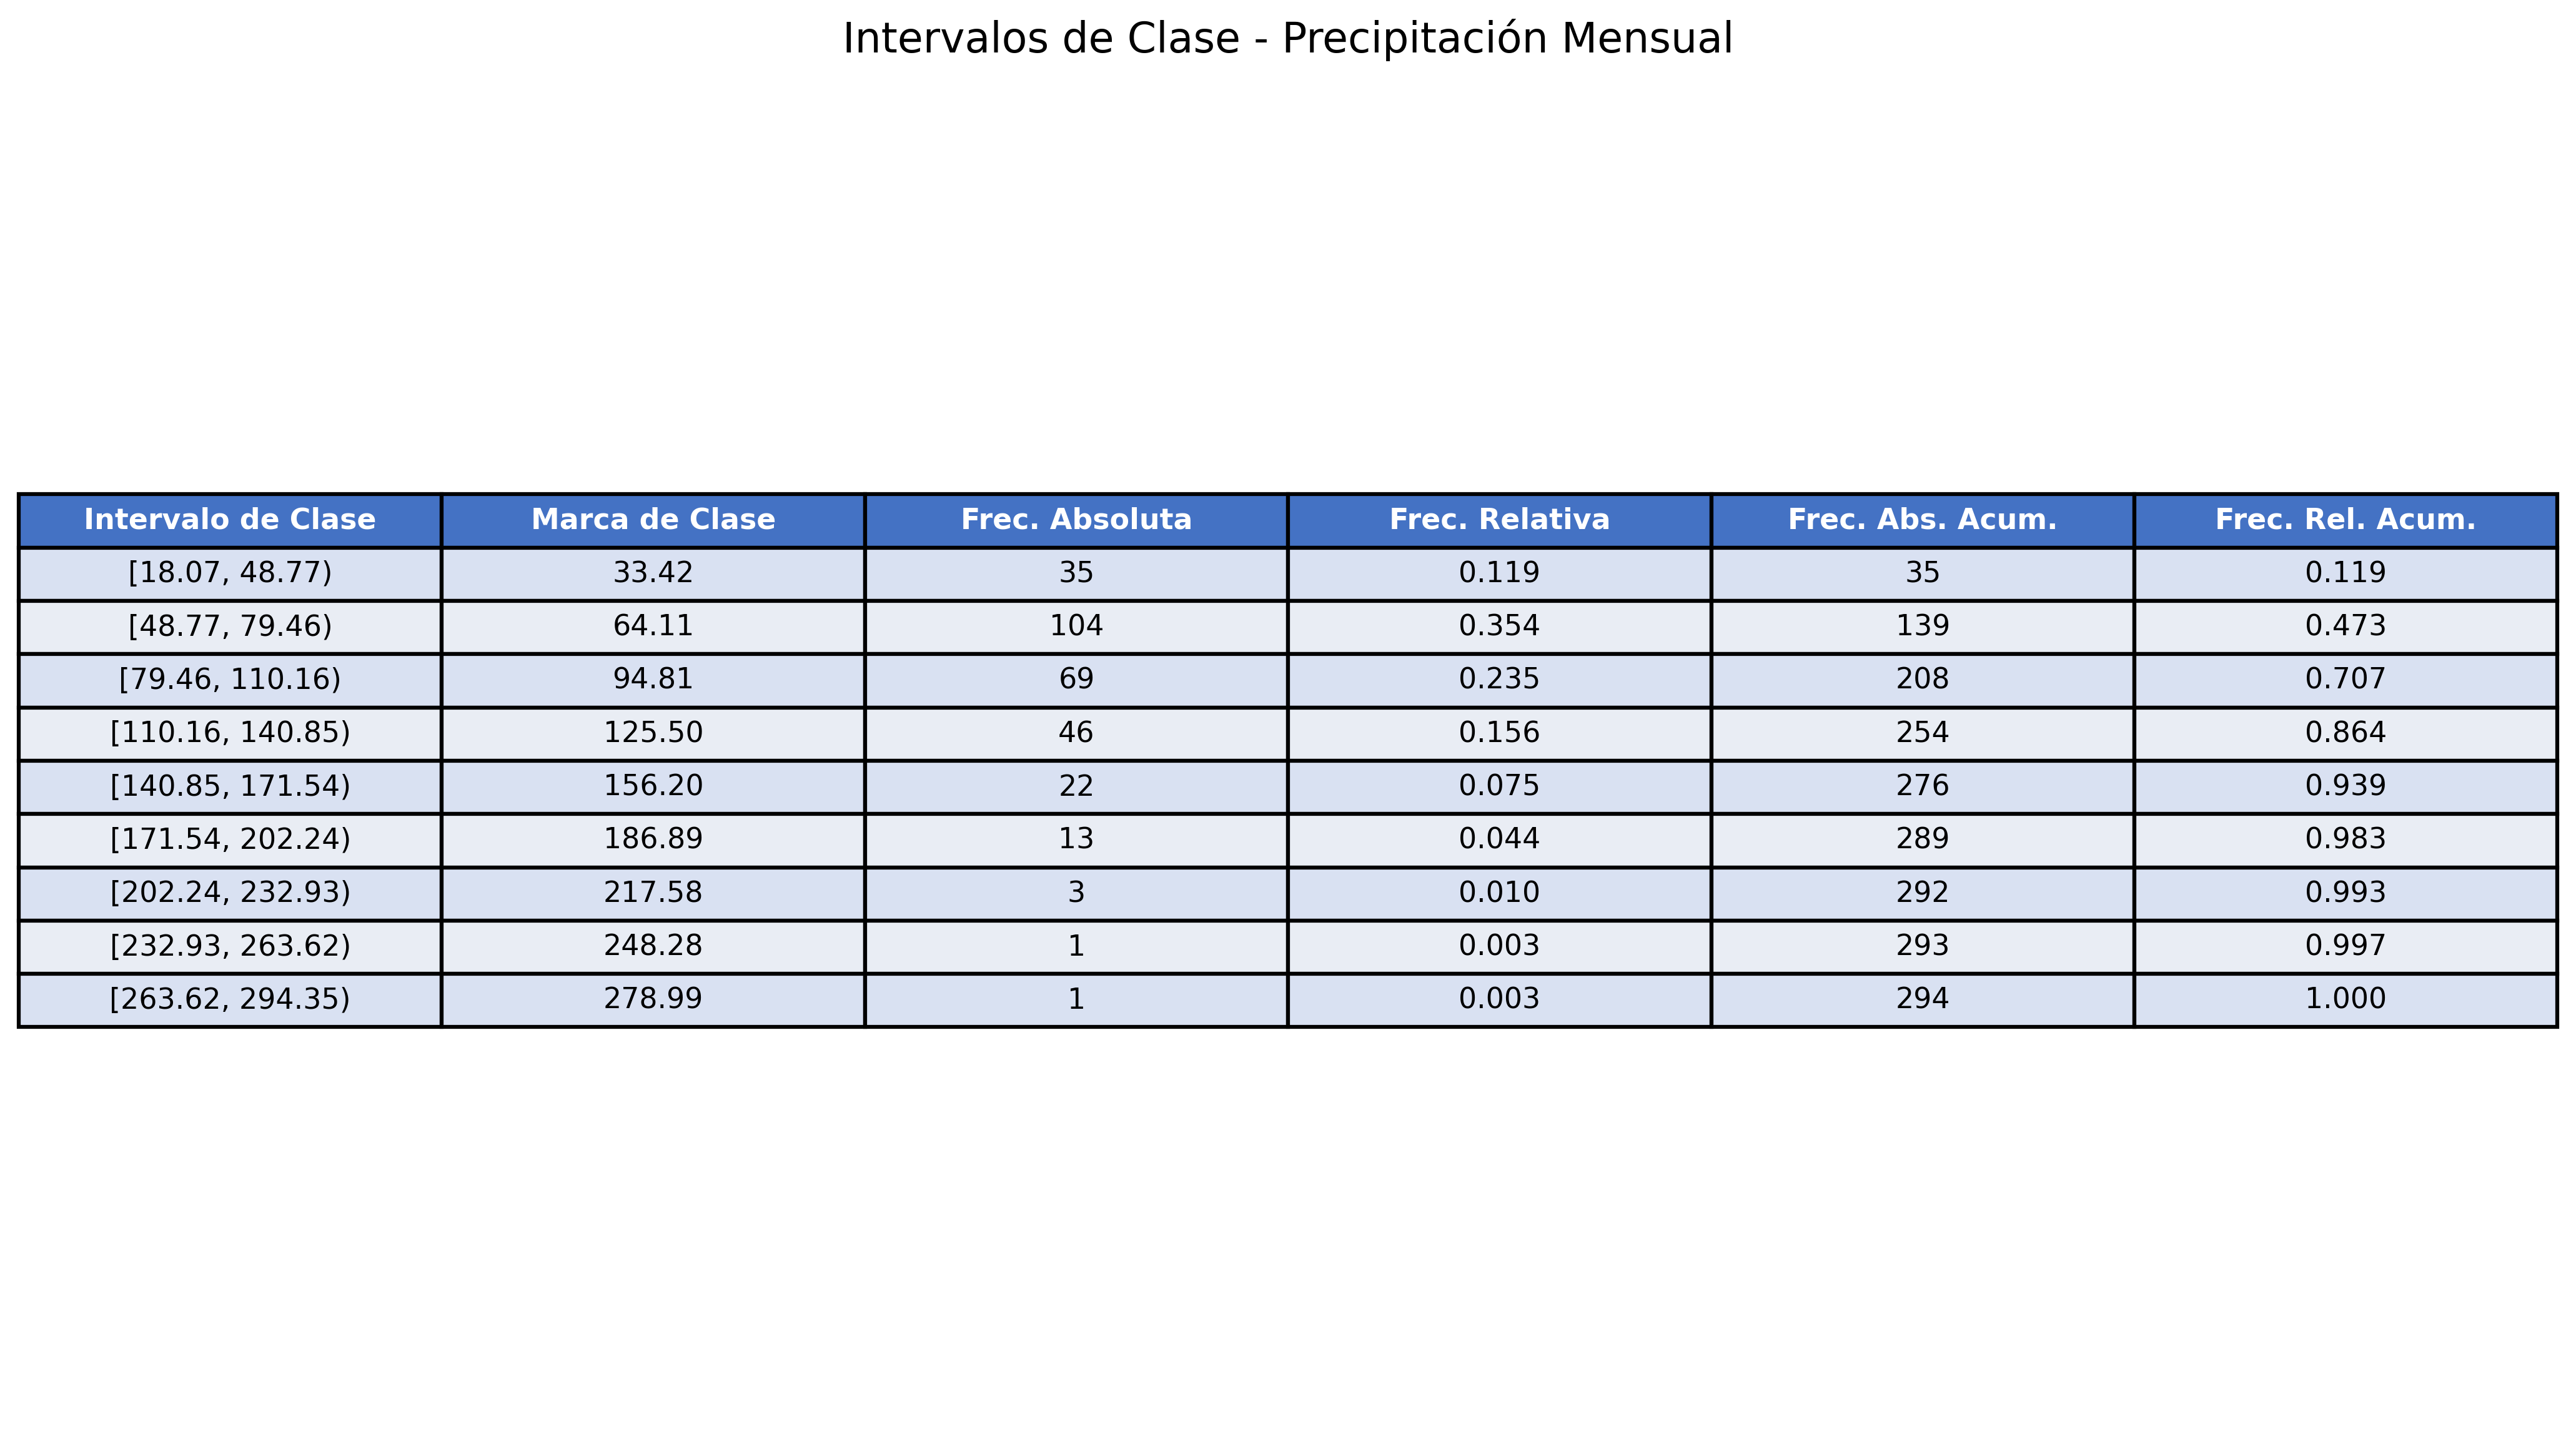 Intervalos de Clase - Precipitación Mensual
Intervalo de Clase Marca de Clase Frec. Absoluta Frec. Relativa Frec. Abs. Acum. Frec. Rel. Acum.
[18.07, 48.77) 33.42 35 0.119 35 0.119
[48.77, 79.46) 64.11 104 0.354 139 0.473
[79.46, 110.16) 94.81 69 0.235 208 0.707
[110.16, 140.85) 125.50 46 0.156 254 0.864
[140.85, 171.54) 156.20 22 0.075 276 0.939
[171.54, 202.24) 186.89 13 0.044 289 0.983
[202.24, 232.93) 217.58 3 0.010 292 0.993
[232.93, 263.62) 248.28 1 0.003 293 0.997
[263.62, 294.35) 278.99 1 0.003 294 1.000